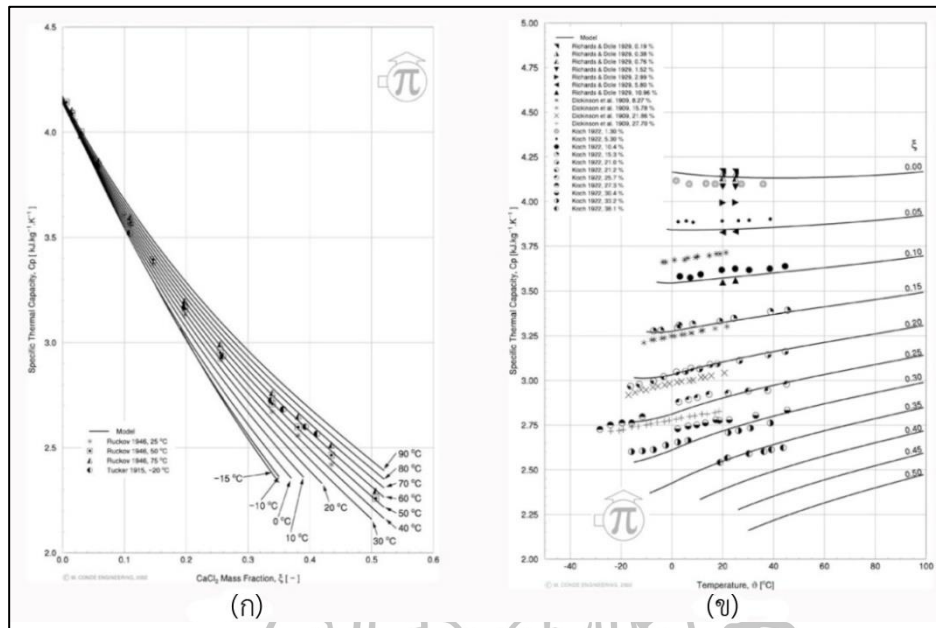 4.5
4.0
3.5
3.0
2.5
2.0
Specific Thermal Capacity, Cp [ kJ.kg⁻¹.K⁻¹ ]
π
Model
Ruckov 1946, 25 °C
Ruckov 1946, 50 °C
Ruckov 1946, 75 °C
Tucker 1915, ~20 °C
−15 °C
−10 °C
0 °C
10 °C
20 °C
30 °C
40 °C
50 °C
60 °C
70 °C
80 °C
90 °C
0.0 0.1 0.2 0.3 0.4 0.5 0.6
CaCl₂ Mass Fraction, ξ [ − ]
(ก)
5.00
4.75
4.50
4.25
4.00
3.75
3.50
3.25
3.00
2.75
2.50
2.25
2.00
Specific Thermal Capacity, Cp [ kJ.kg⁻¹.K⁻¹ ]
Model
Richards & Dole 1929, 0.19 %
Richards & Dole 1929, 0.38 %
Richards & Dole 1929, 0.76 %
Richards & Dole 1929, 1.52 %
Richards & Dole 1929, 2.99 %
Richards & Dole 1929, 5.80 %
Richards & Dole 1929, 10.96 %
Dickinson et al. 1909, 8.27 %
Dickinson et al. 1909, 15.78 %
Dickinson et al. 1909, 21.86 %
Dickinson et al. 1909, 27.70 %
Koch 1922, 1.30 %
Koch 1922, 5.30 %
Koch 1922, 10.4 %
Koch 1922, 15.3 %
Koch 1922, 21.0 %
Koch 1922, 21.2 %
Koch 1922, 25.7 %
Koch 1922, 27.3 %
Koch 1922, 30.4 %
Koch 1922, 33.2 %
Koch 1922, 36.1 %
ξ
0.00
0.05
0.10
0.15
0.20
0.25
0.30
0.35
0.40
0.45
0.50
π
-40 -20 0 20 40 60 80 100
Temperature, ϑ [°C]
(ข)